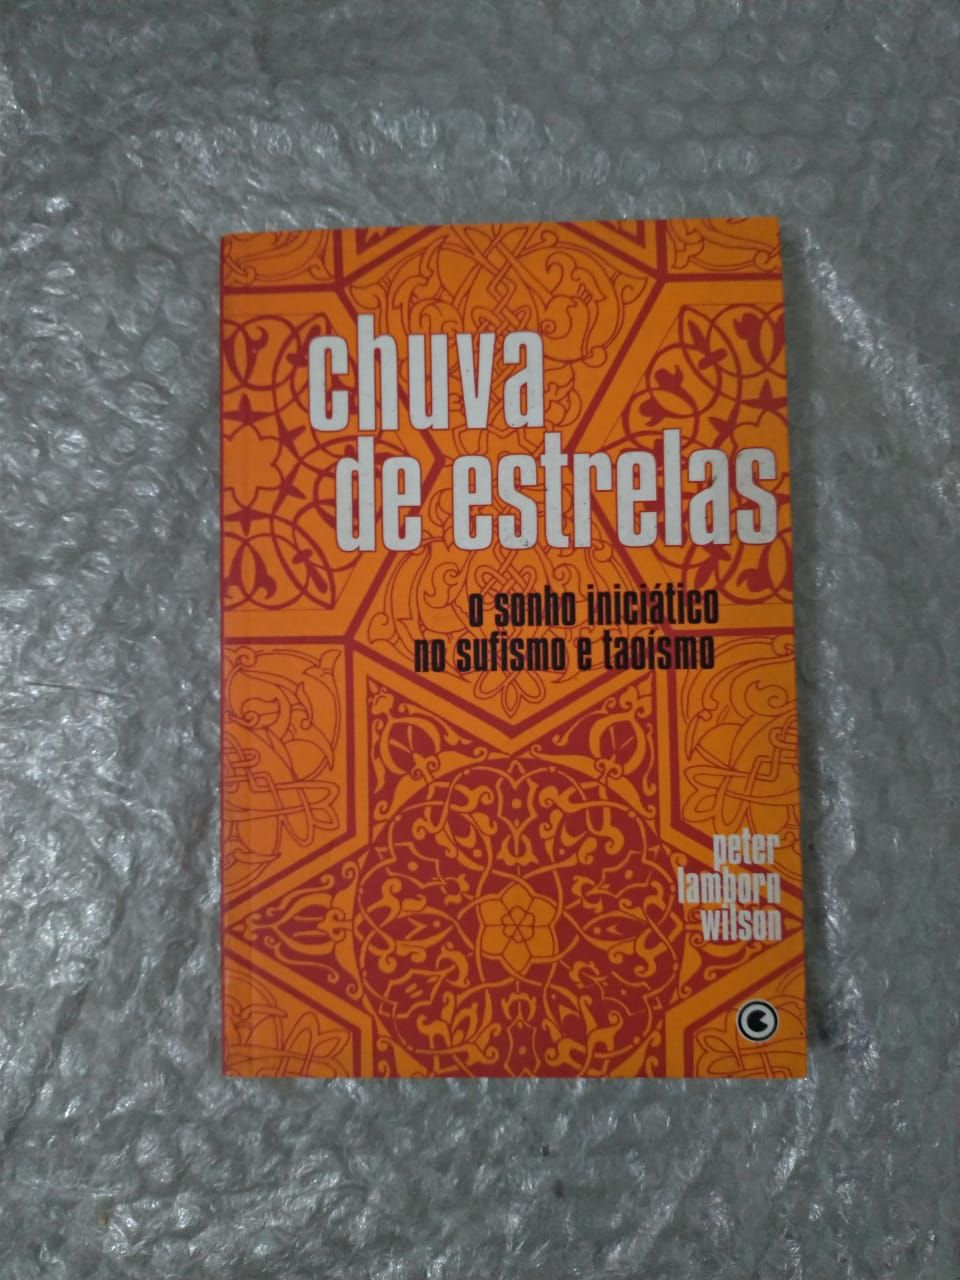 chuva
de estrelas
o sonho iniciático
no sufismo e taoísmo
peter
lamborn
wilson